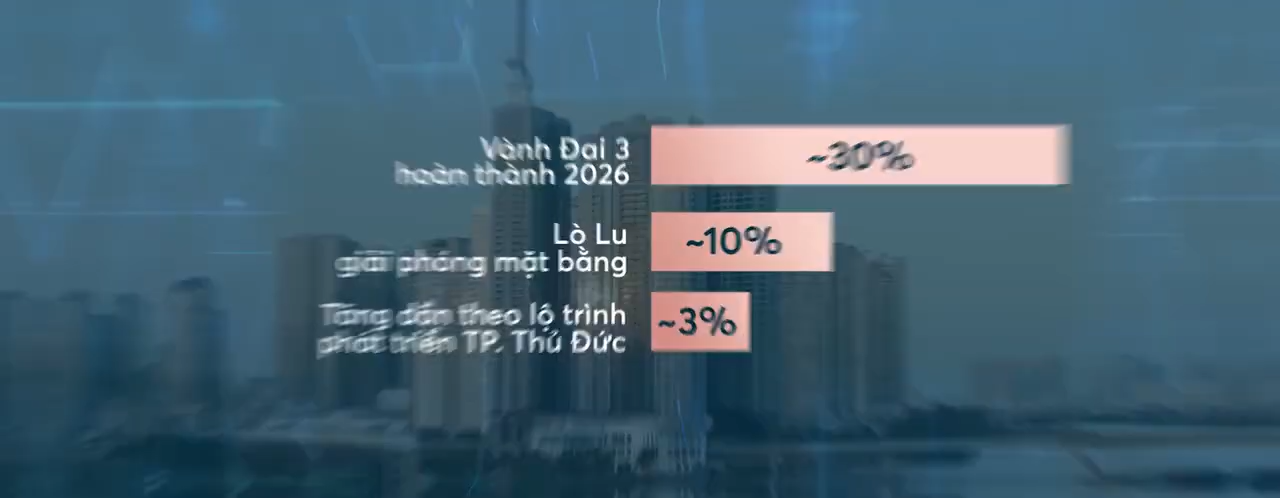 Vành Đai 3
hoàn thành 2026
~30%
Lò Lu
giải phóng mặt bằng
~10%
Tăng dần theo lộ trình
phát triển TP. Thủ Đức
~3%